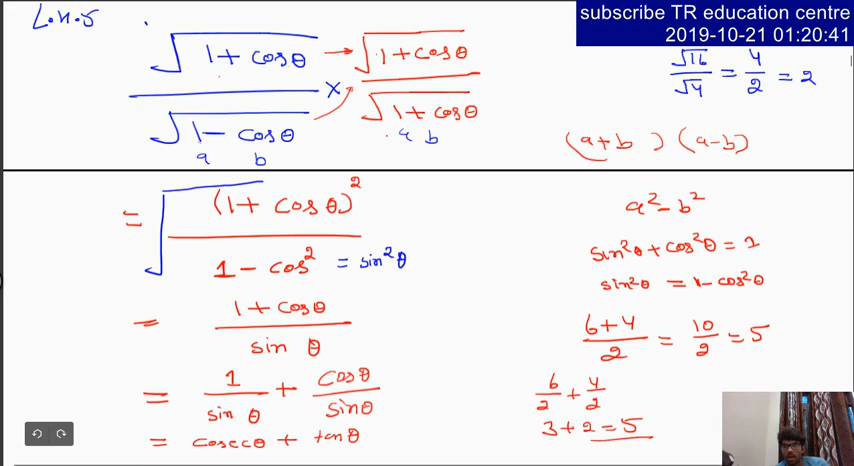 subscribe TR education centre
2019-10-21 01:20:41
L.H.S
√(1 + cosθ) / √(1 - cosθ) × √(1 + cosθ) / √(1 + cosθ)
a b a b
√16/√4 = 4/2 = 2
(a+b) (a-b)
= √((1 + cosθ)² / (1 - cos²)) = sin²θ
a² - b²
sin²θ + cos²θ = 1
sin²θ = 1 - cos²θ
= (1 + cosθ) / sin θ
(6+4)/2 = 10/2 = 5
= 1/sin θ + cosθ/sinθ
6/2 + 4/2
3 + 2 = 5
= cosecθ + tanθ